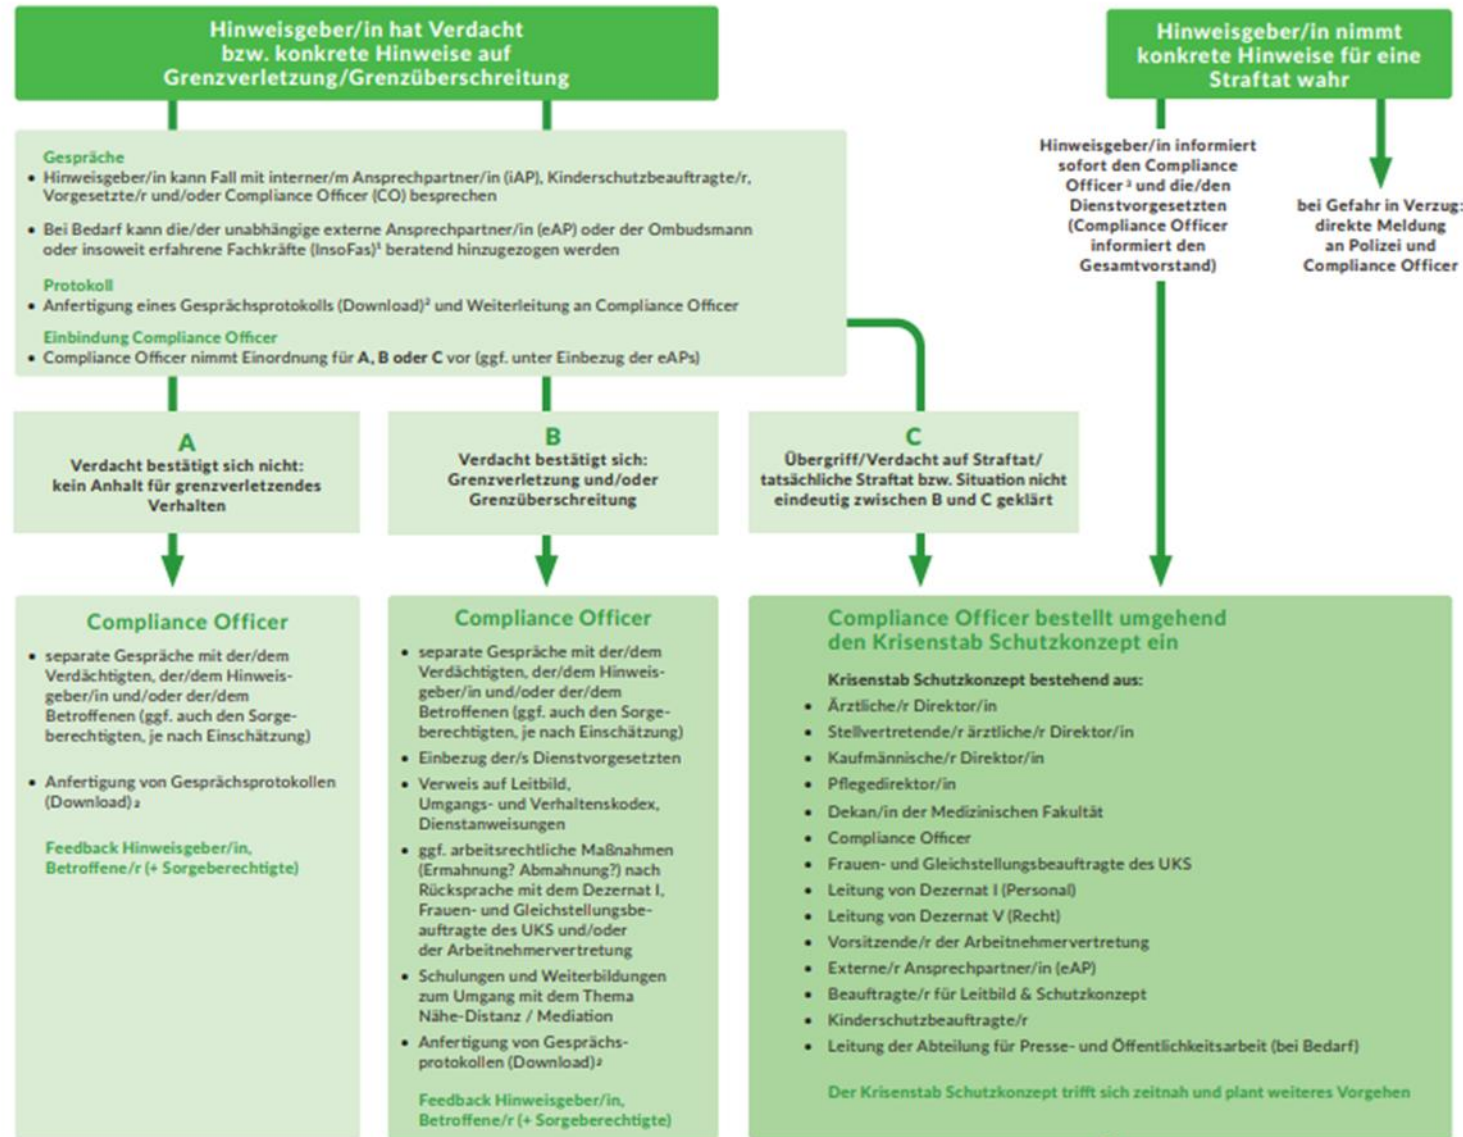 Hinweisgeber/in hat Verdacht
bzw. konkrete Hinweise auf
Grenzverletzung/Grenzüberschreitung
Hinweisgeber/in nimmt
konkrete Hinweise für eine
Straftat wahr
Gespräche
• Hinweisgeber/in kann Fall mit interner/m Ansprechpartner/in (iAP), Kinderschutzbeauftragte/r,
Vorgesetzte/r und/oder Compliance Officer (CO) besprechen
• Bei Bedarf kann die/der unabhängige externe Ansprechpartner/in (eAP) oder der Ombudsmann
oder insoweit erfahrene Fachkräfte (InsoFas)¹ beratend hinzugezogen werden
Protokoll
• Anfertigung eines Gesprächsprotokolls (Download)² und Weiterleitung an Compliance Officer
Einbindung Compliance Officer
• Compliance Officer nimmt Einordnung für A, B oder C vor (ggf. unter Einbezug der eAPs)
Hinweisgeber/in informiert
sofort den Compliance
Officer³ und die/den
Dienstvorgesetzten
(Compliance Officer
informiert den
Gesamtvorstand)
bei Gefahr in Verzug:
direkte Meldung
an Polizei und
Compliance Officer
A
Verdacht bestätigt sich nicht:
kein Anhalt für grenzverletzendes
Verhalten
B
Verdacht bestätigt sich:
Grenzverletzung und/oder
Grenzüberschreitung
C
Übergriff/Verdacht auf Straftat/
tatsächliche Straftat bzw. Situation nicht
eindeutig zwischen B und C geklärt
Compliance Officer
• separate Gespräche mit der/dem
Verdächtigten, der/dem Hinweis-
geber/in und/oder der/dem
Betroffenen (ggf. auch den Sorge-
berechtigten, je nach Einschätzung)
• Anfertigung von Gesprächsprotokollen
(Download)₂
Feedback Hinweisgeber/in,
Betroffene/r (+ Sorgeberechtigte)
Compliance Officer
• separate Gespräche mit der/dem
Verdächtigten, der/dem Hinweis-
geber/in und/oder der/dem
Betroffenen (ggf. auch den Sorge-
berechtigten, je nach Einschätzung)
• Einbezug der/s Dienstvorgesetzten
• Verweis auf Leitbild,
Umgangs- und Verhaltenskodex,
Dienstanweisungen
• ggf. arbeitsrechtliche Maßnahmen
(Ermahnung? Abmahnung?) nach
Rücksprache mit dem Dezernat I,
Frauen- und Gleichstellungsbe-
auftragte des UKS und/oder
der Arbeitnehmervertretung
• Schulungen und Weiterbildungen
zum Umgang mit dem Thema
Nähe-Distanz / Mediation
• Anfertigung von Gesprächs-
protokollen (Download)²
Feedback Hinweisgeber/in,
Betroffene/r (+ Sorgeberechtigte)
Compliance Officer bestellt umgehend
den Krisenstab Schutzkonzept ein
Krisenstab Schutzkonzept bestehend aus:
• Ärztliche/r Direktor/in
• Stellvertretende/r ärztliche/r Direktor/in
• Kaufmännische/r Direktor/in
• Pflegedirektor/in
• Dekan/in der Medizinischen Fakultät
• Compliance Officer
• Frauen- und Gleichstellungsbeauftragte des UKS
• Leitung von Dezernat I (Personal)
• Leitung von Dezernat V (Recht)
• Vorsitzende/r der Arbeitnehmervertretung
• Externe/r Ansprechpartner/in (eAP)
• Beauftragte/r für Leitbild & Schutzkonzept
• Kinderschutzbeauftragte/r
• Leitung der Abteilung für Presse- und Öffentlichkeitsarbeit (bei Bedarf)
Der Krisenstab Schutzkonzept trifft sich zeitnah und plant weiteres Vorgehen